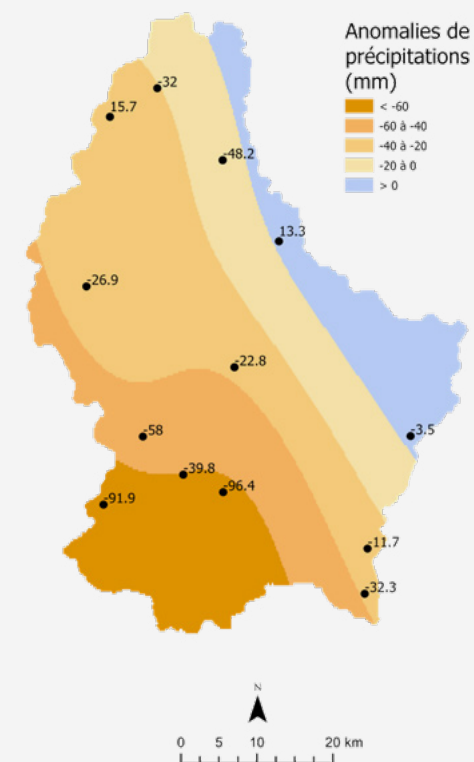 Anomalies de
précipitations
(mm)
< -60
-60 à -40
-40 à -20
-20 à 0
> 0
-32
15.7
-48.2
13.3
-26.9
-22.8
-3.5
-58
-39.8
-96.4
-91.9
-11.7
-32.3
N
0 5 10 20 km